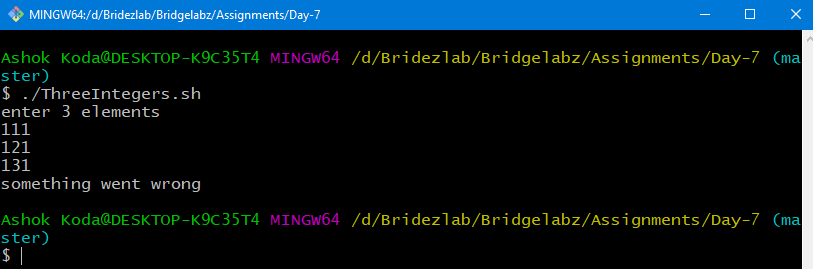 MINGW64:/d/Bridezlab/Bridgelabz/Assignments/Day-7
Ashok Koda@DESKTOP-K9C35T4 MINGW64 /d/Bridezlab/Bridgelabz/Assignments/Day-7 (ma
ster)
$ ./ThreeIntegers.sh
enter 3 elements
111
121
131
something went wrong
Ashok Koda@DESKTOP-K9C35T4 MINGW64 /d/Bridezlab/Bridgelabz/Assignments/Day-7 (ma
ster)
$